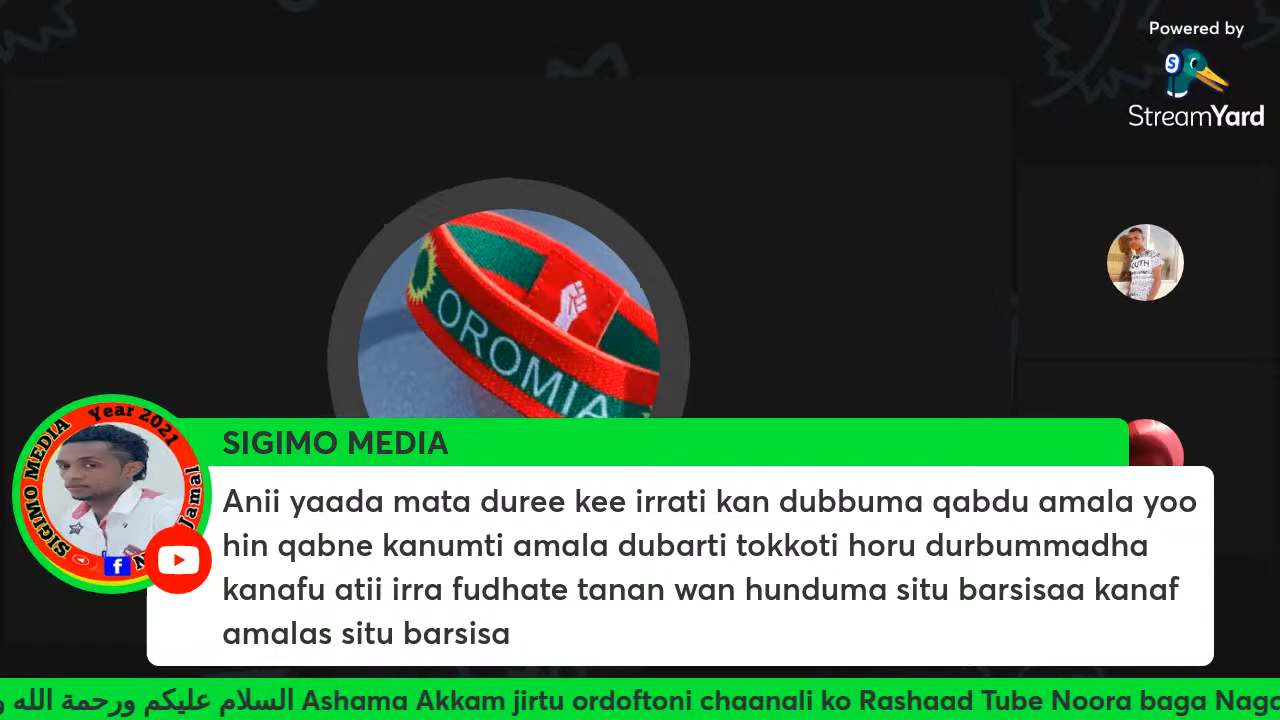 Powered by
StreamYard
YOUTH
OROMIA
SIGIMO MEDIA Year 2021 Jamal
SIGIMO MEDIA
Anii yaada mata duree kee irrati kan dubbuma qabdu amala yoo
hin qabne kanumti amala dubarti tokkoti horu durbummadha
kanafu atii irra fudhate tanan wan hunduma situ barsisaa kanaf
amalas situ barsisa
السلام عليكم ورحمة الله و Ashama Akkam jirtu ordoftoni chaanali ko Rashaad Tube Noora baga Naga